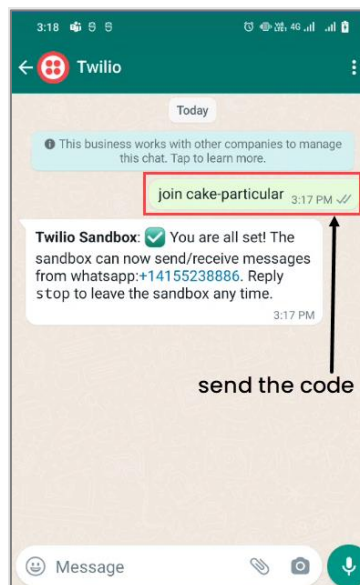 3:18
4G
Twilio
Today
This business works with other companies to manage
this chat. Tap to learn more.
join cake-particular 3:17 PM
Twilio Sandbox: ✅ You are all set! The
sandbox can now send/receive messages
from whatsapp:+14155238886. Reply
stop to leave the sandbox any time.
3:17 PM
send the code
Message